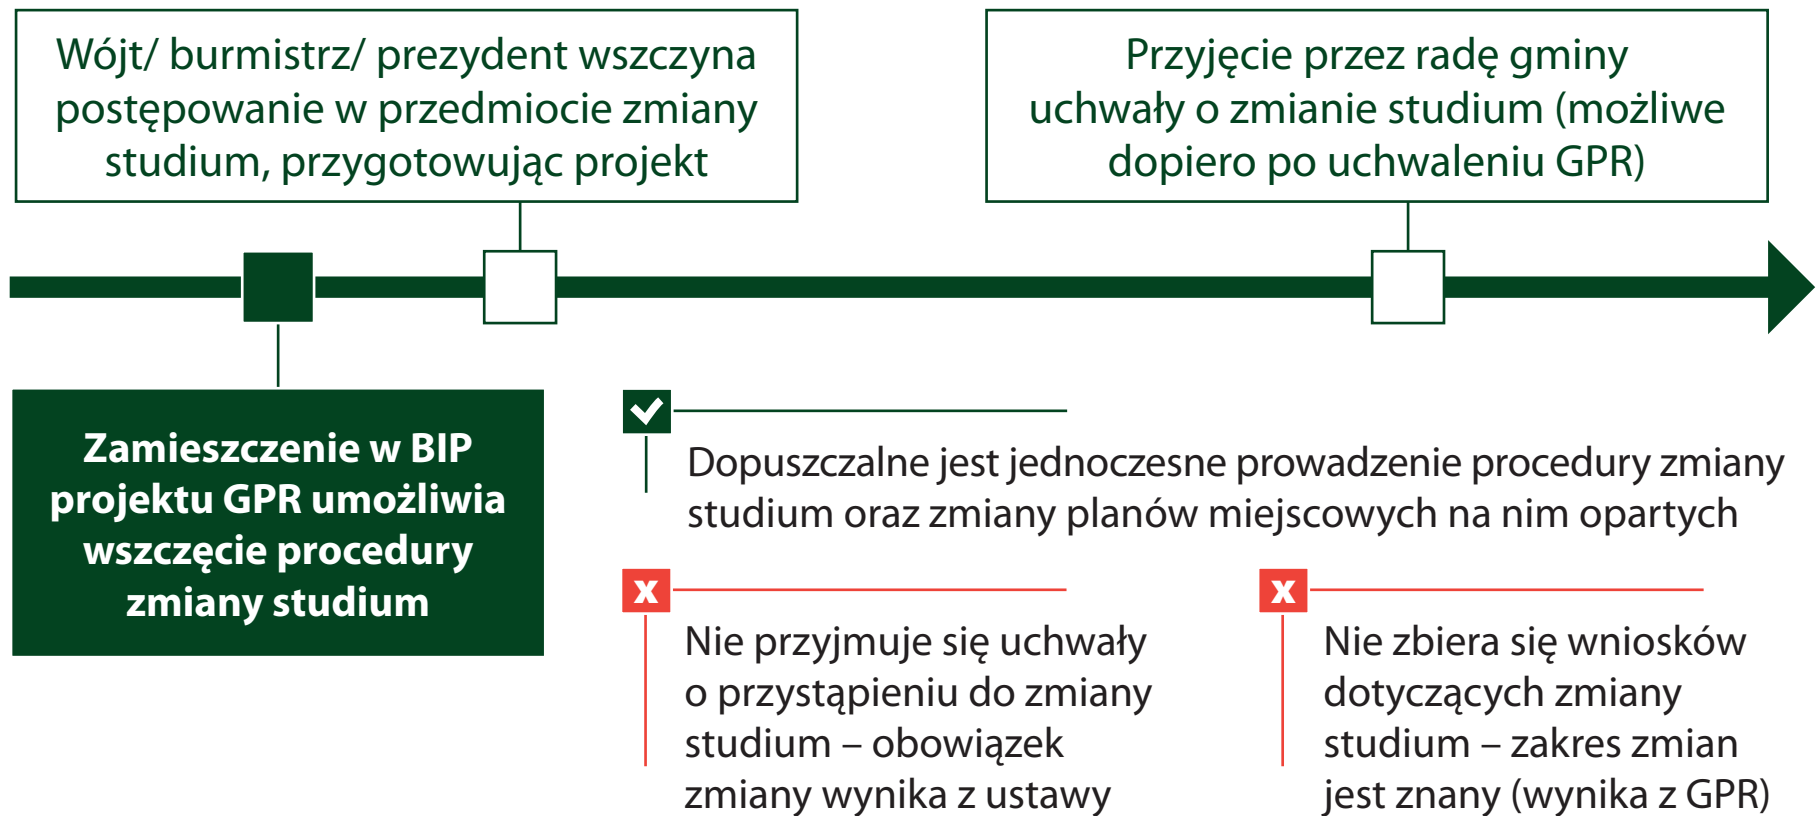 Wójt/ burmistrz/ prezydent wszczyna
postępowanie w przedmiocie zmiany
studium, przygotowując projekt
Przyjęcie przez radę gminy
uchwały o zmianie studium (możliwe
dopiero po uchwaleniu GPR)
Zamieszczenie w BIP
projektu GPR umożliwia
wszczęcie procedury
zmiany studium
Dopuszczalne jest jednoczesne prowadzenie procedury zmiany
studium oraz zmiany planów miejscowych na nim opartych
x
Nie przyjmuje się uchwały
o przystąpieniu do zmiany
studium – obowiązek
zmiany wynika z ustawy
x
Nie zbiera się wniosków
dotyczących zmiany
studium – zakres zmian
jest znany (wynika z GPR)